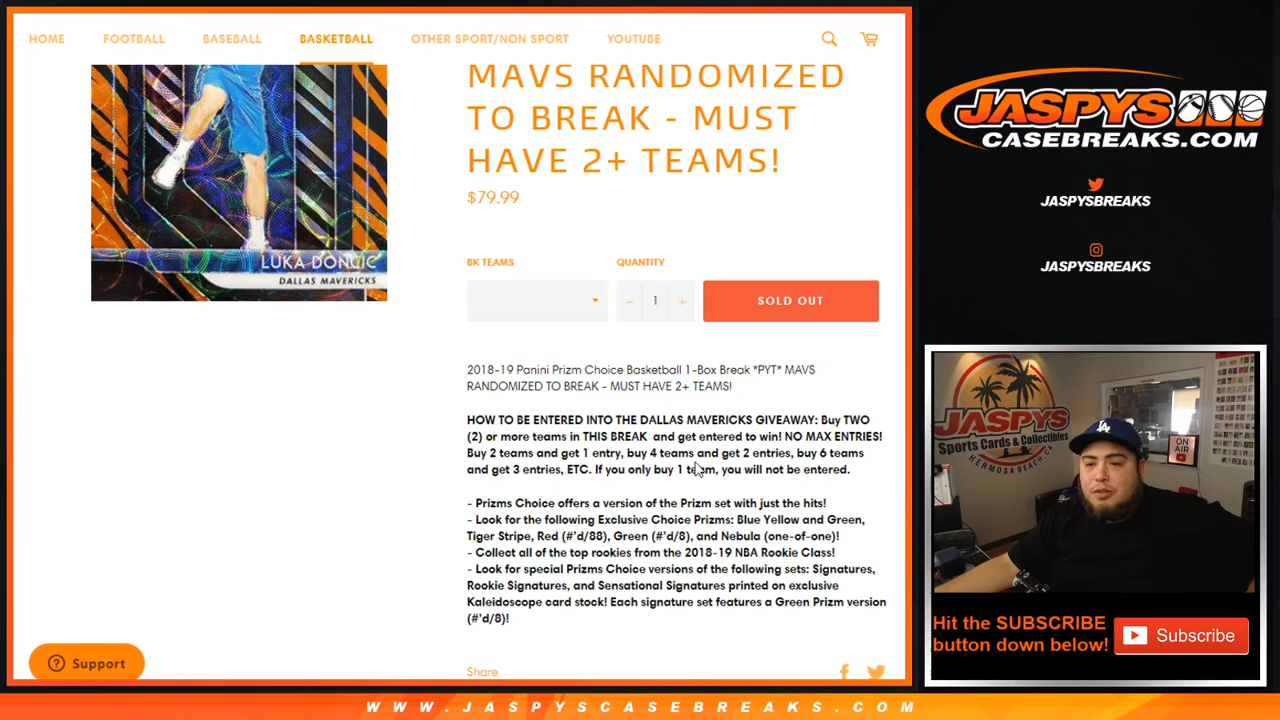 HOME FOOTBALL BASEBALL BASKETBALL OTHER SPORT/NON SPORT YOUTUBE
MAVS RANDOMIZED
TO BREAK - MUST
HAVE 2+ TEAMS!
$79.99
LUKA DONCIC
DALLAS MAVERICKS
BK TEAMS
QUANTITY
− 1 +
SOLD OUT
2018-19 Panini Prizm Choice Basketball 1-Box Break *PYT* MAVS
RANDOMIZED TO BREAK - MUST HAVE 2+ TEAMS!
HOW TO BE ENTERED INTO THE DALLAS MAVERICKS GIVEAWAY: Buy TWO
(2) or more teams in THIS BREAK and get entered to win! NO MAX ENTRIES!
Buy 2 teams and get 1 entry, buy 4 teams and get 2 entries, buy 6 teams
and get 3 entries, ETC. If you only buy 1 team, you will not be entered.
- Prizms Choice offers a version of the Prizm set with just the hits!
- Look for the following Exclusive Choice Prizms: Blue Yellow and Green,
Tiger Stripe, Red (#'d/88), Green (#'d/8), and Nebula (one-of-one)!
- Collect all of the top rookies from the 2018-19 NBA Rookie Class!
- Look for special Prizms Choice versions of the following sets: Signatures,
Rookie Signatures, and Sensational Signatures printed on exclusive
Kaleidoscope card stock! Each signature set features a Green Prizm version
(#'d/8)!
Share
Support
JASPYS
CASEBREAKS.COM
JASPYSBREAKS
JASPYSBREAKS
JASPYS
Sports Cards & Collectibles
HERMOSA BEACH, CA
ON AIR
LA
Hit the SUBSCRIBE
button down below!
Subscribe
WWW.JASPYSCASEBREAKS.COM